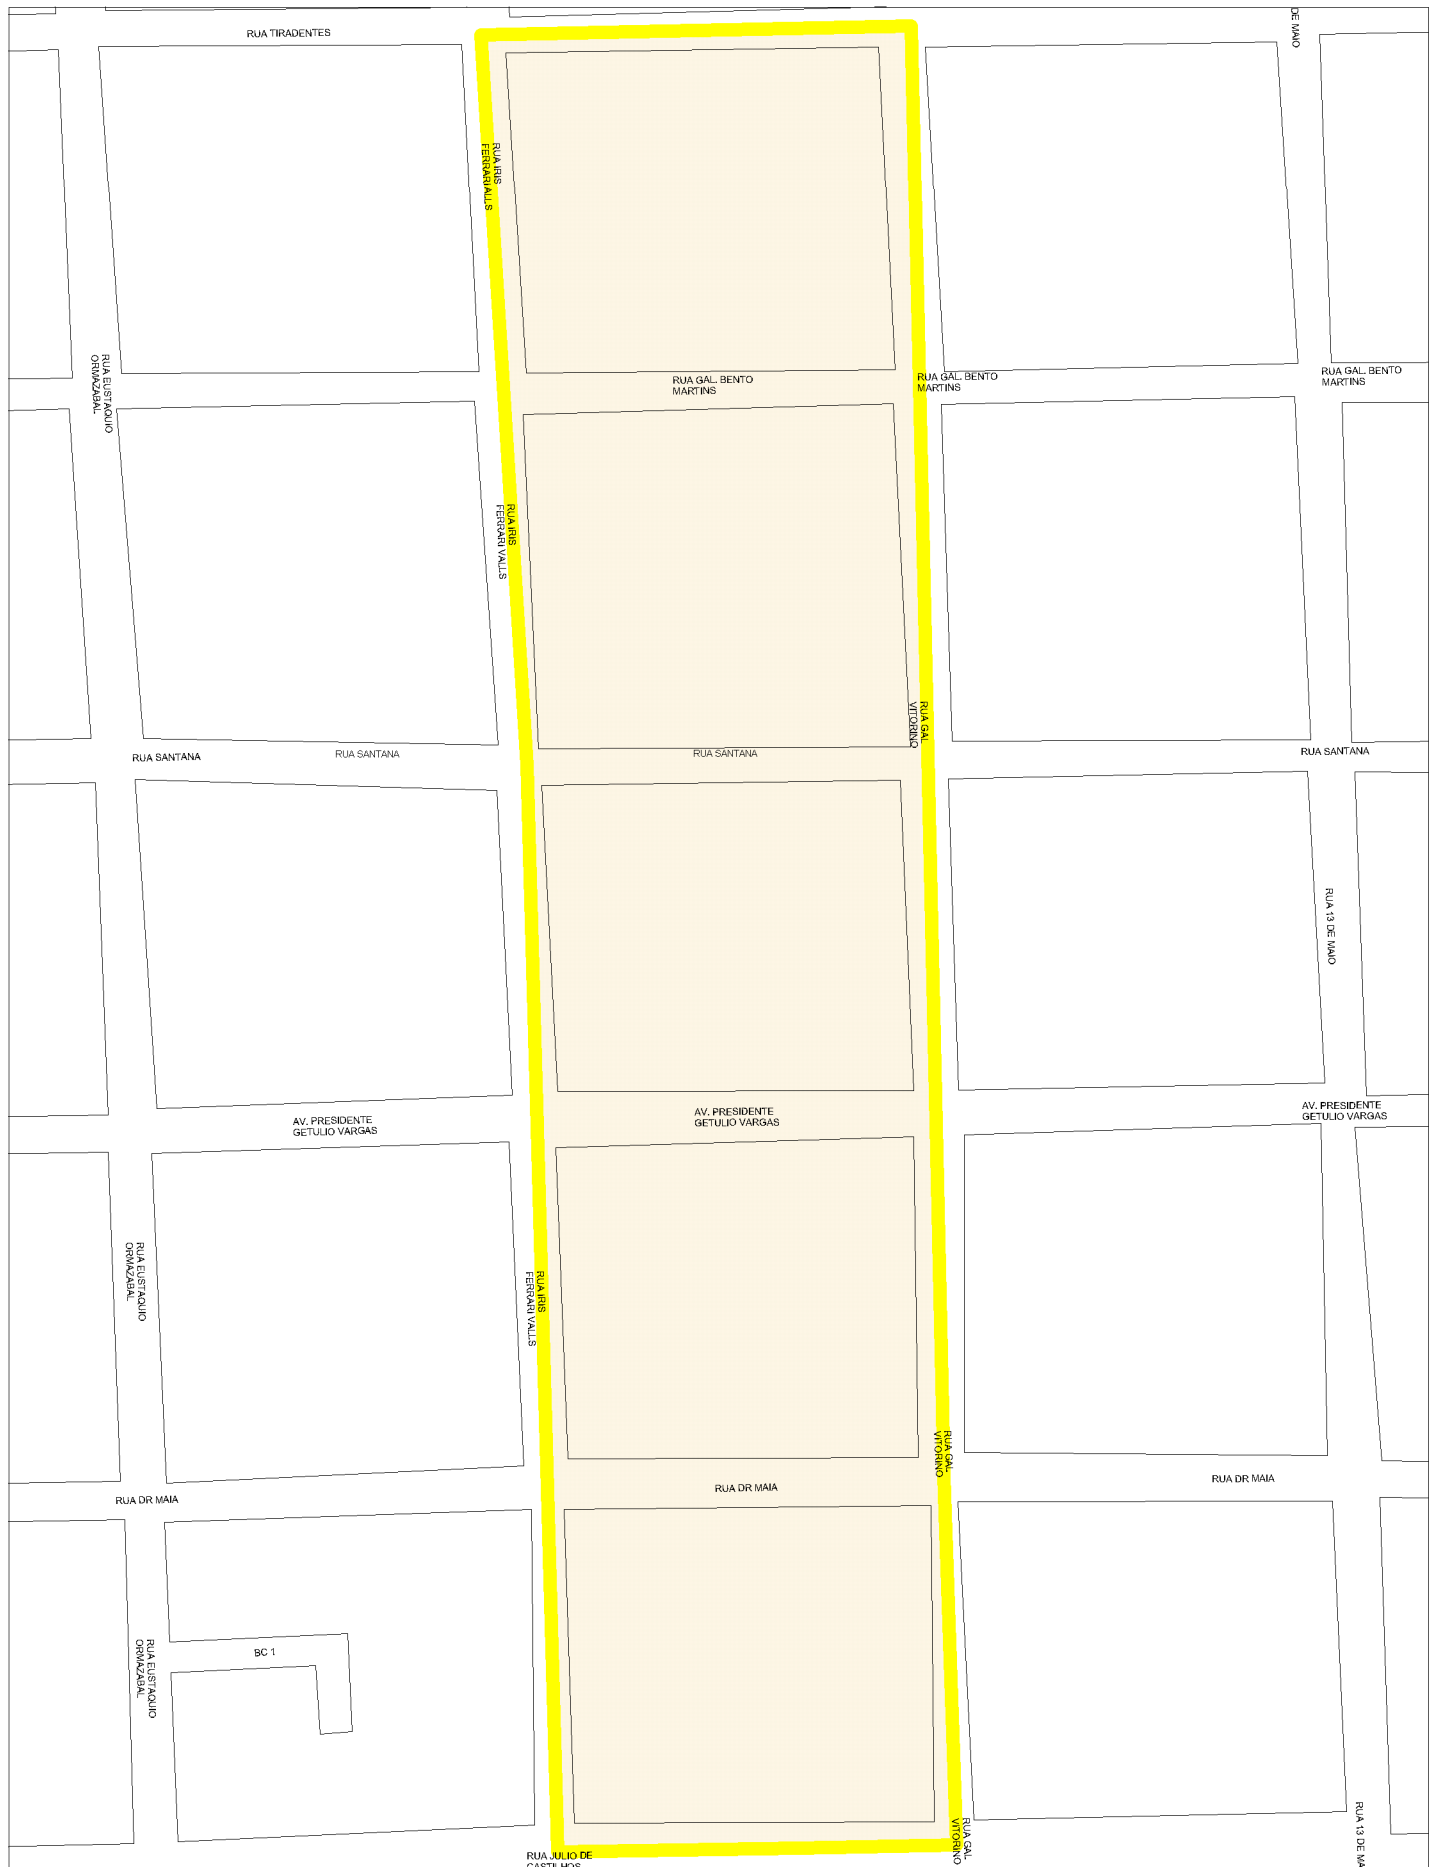 RUA TIRADENTES
DE MAIO
RUA IRIS
FERRARI ALLS
RUA EUSTAQUIO
ORMAZABAL
RUA GAL. BENTO
MARTINS
RUA GAL. BENTO
MARTINS
RUA GAL. BENTO
MARTINS
RUA IRIS
FERRARI VALLS
RUA GAL
VITORINO
RUA SANTANA
RUA SANTANA
RUA SANTANA
RUA SANTANA
RUA 13 DE MAIO
AV. PRESIDENTE
GETULIO VARGAS
AV. PRESIDENTE
GETULIO VARGAS
AV. PRESIDENTE
GETULIO VARGAS
RUA EUSTAQUIO
ORMAZABAL
RUA IRIS
FERRARI VALLS
RUA GAL
VITORINO
RUA DR MAIA
RUA DR MAIA
RUA DR MAIA
RUA EUSTAQUIO
ORMAZABAL
BC 1
RUA GAL
VITORINO
RUA 13 DE MA
RUA JULIO DE
CASTILHOS